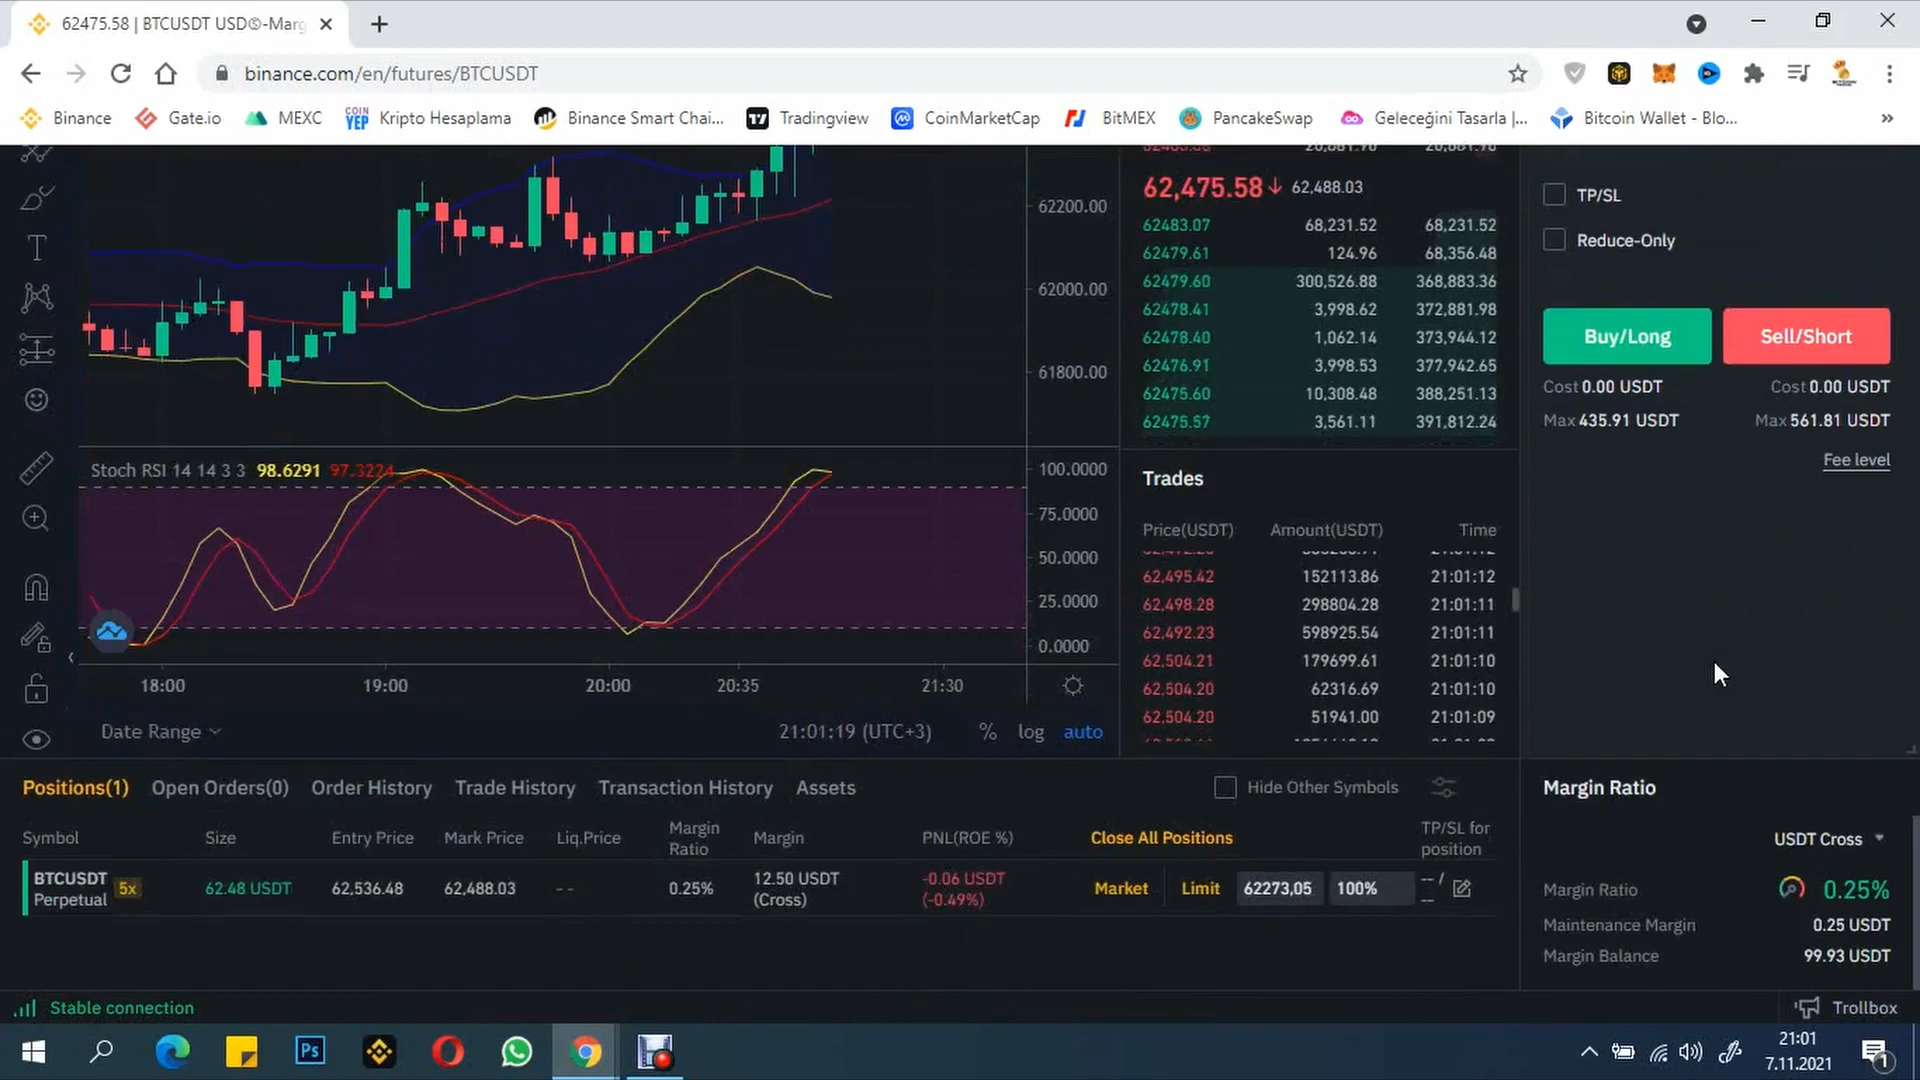 62475.58 | BTCUSDT USD®-Marg
binance.com/en/futures/BTCUSDT
Binance
Gate.io
MEXC
COIN YEP
Kripto Hesaplama
Binance Smart Chai...
Tradingview
CoinMarketCap
BitMEX
PancakeSwap
Geleceğini Tasarla |...
Bitcoin Wallet - Blo...
»
62200.00
62000.00
61800.00
Stoch RSI 14 14 3 3 98.6291 97.3224
100.0000
75.0000
50.0000
25.0000
0.0000
18:00 19:00 20:00 20:35 21:30
Date Range
21:01:19 (UTC+3) % log auto
62,475.58↓ 62,488.03
62483.07 68,231.52 68,231.52
62479.61 124.96 68,356.48
62479.60 300,526.88 368,883.36
62478.41 3,998.62 372,881.98
62478.40 1,062.14 373,944.12
62476.91 3,998.53 377,942.65
62475.60 10,308.48 388,251.13
62475.57 3,561.11 391,812.24
Trades
Price(USDT) Amount(USDT) Time
62,495.42 152113.86 21:01:12
62,498.28 298804.28 21:01:11
62,492.23 598925.54 21:01:11
62,504.21 179699.61 21:01:10
62,504.20 62316.69 21:01:10
62,504.20 51941.00 21:01:09
TP/SL
Reduce-Only
Buy/Long Sell/Short
Cost 0.00 USDT Cost 0.00 USDT
Max 435.91 USDT Max 561.81 USDT
Fee level
Positions(1) Open Orders(0) Order History Trade History Transaction History Assets
Hide Other Symbols
Symbol Size Entry Price Mark Price Liq.Price Margin Ratio Margin PNL(ROE %) Close All Positions TP/SL for position
BTCUSDT Perpetual 5x 62.48 USDT 62,536.48 62,488.03 -- 0.25% 12.50 USDT (Cross) -0.06 USDT (-0.49%) Market Limit 62273,05 100% -- / --
Margin Ratio
USDT Cross
Margin Ratio 0.25%
Maintenance Margin 0.25 USDT
Margin Balance 99.93 USDT
Stable connection
Trollbox
Ps
21:01
7.11.2021
1